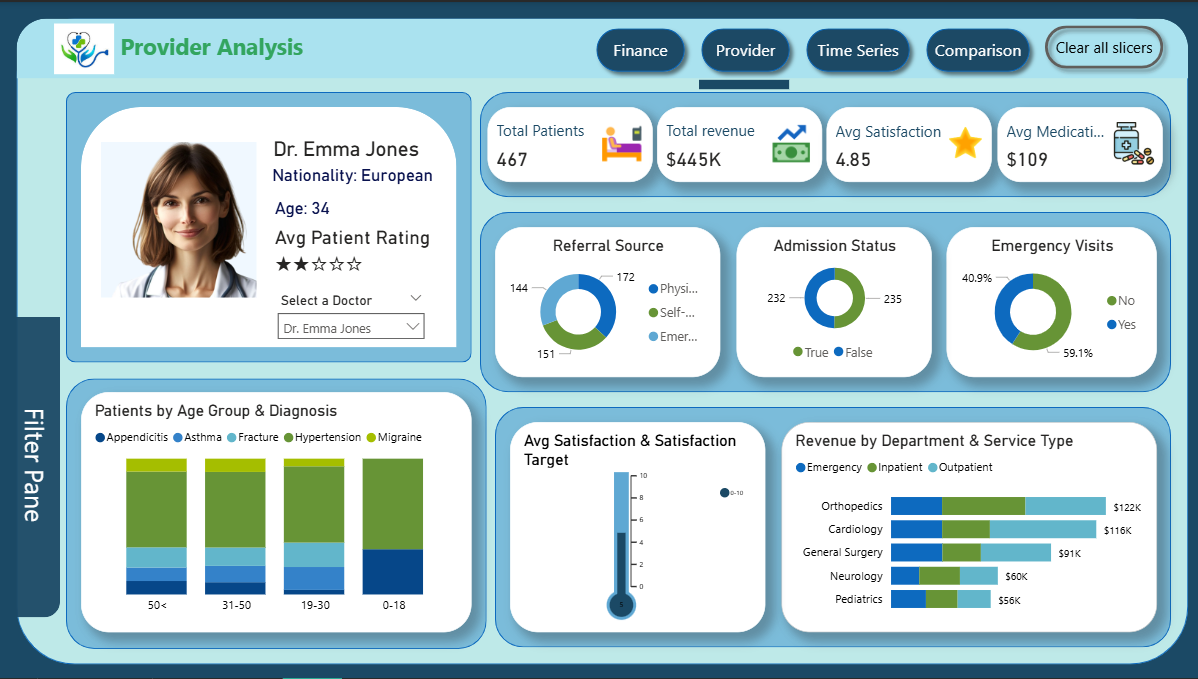 Provider Analysis
Finance
Provider
Time Series
Comparison
Clear all slicers
Dr. Emma Jones
Nationality: European
Age: 34
Avg Patient Rating
★★☆☆☆
Select a Doctor
Dr. Emma Jones
Total Patients
467
Total revenue
$445K
Avg Satisfaction
4.85
Avg Medicati...
$109
Referral Source
144
172
151
Physi...
Self-...
Emer...
Admission Status
232
235
True
False
Emergency Visits
40.9%
59.1%
No
Yes
Filter Pane
Patients by Age Group & Diagnosis
Appendicitis Asthma Fracture Hypertension Migraine
50<
31-50
19-30
0-18
Avg Satisfaction & Satisfaction
Target
10
8
6
4
2
0
5
0-10
Revenue by Department & Service Type
Emergency Inpatient Outpatient
Orthopedics $122K
Cardiology $116K
General Surgery $91K
Neurology $60K
Pediatrics $56K